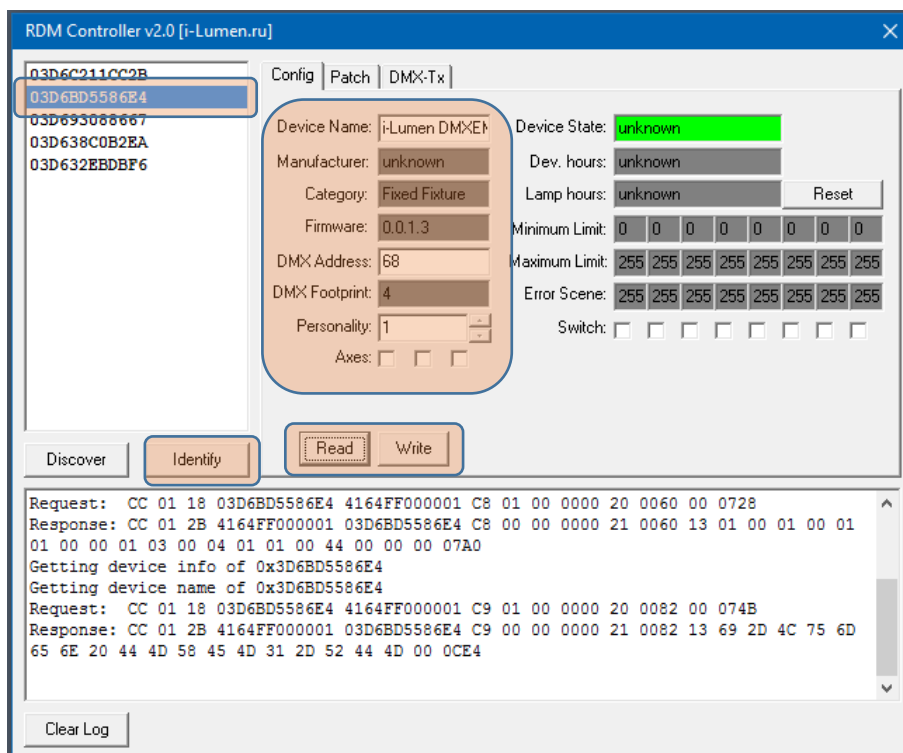 RDM Controller v2.0 [i-Lumen.ru]
03D6C211CC2B
03D6BD5586E4
03D693088667
03D638C0B2EA
03D632EBDBF6
Config Patch DMX-Tx
Device Name: i-Lumen DMXEM
Manufacturer: unknown
Category: Fixed Fixture
Firmware: 0.0.1.3
DMX Address: 68
DMX Footprint: 4
Personality: 1
Axes:
Device State: unknown
Dev. hours: unknown
Lamp hours: unknown Reset
Minimum Limit: 0 0 0 0 0 0 0 0
Maximum Limit: 255 255 255 255 255 255 255 255
Error Scene: 255 255 255 255 255 255 255 255
Switch:
Discover Identify Read Write
Request: CC 01 18 03D6BD5586E4 4164FF000001 C8 01 00 0000 20 0060 00 0728
Response: CC 01 2B 4164FF000001 03D6BD5586E4 C8 00 00 0000 21 0060 13 01 00 01 00 01
01 00 00 01 03 00 04 01 01 00 44 00 00 00 07A0
Getting device info of 0x3D6BD5586E4
Getting device name of 0x3D6BD5586E4
Request: CC 01 18 03D6BD5586E4 4164FF000001 C9 01 00 0000 20 0082 00 074B
Response: CC 01 2B 4164FF000001 03D6BD5586E4 C9 00 00 0000 21 0082 13 69 2D 4C 75 6D
65 6E 20 44 4D 58 45 4D 31 2D 52 44 4D 00 0CE4
Clear Log